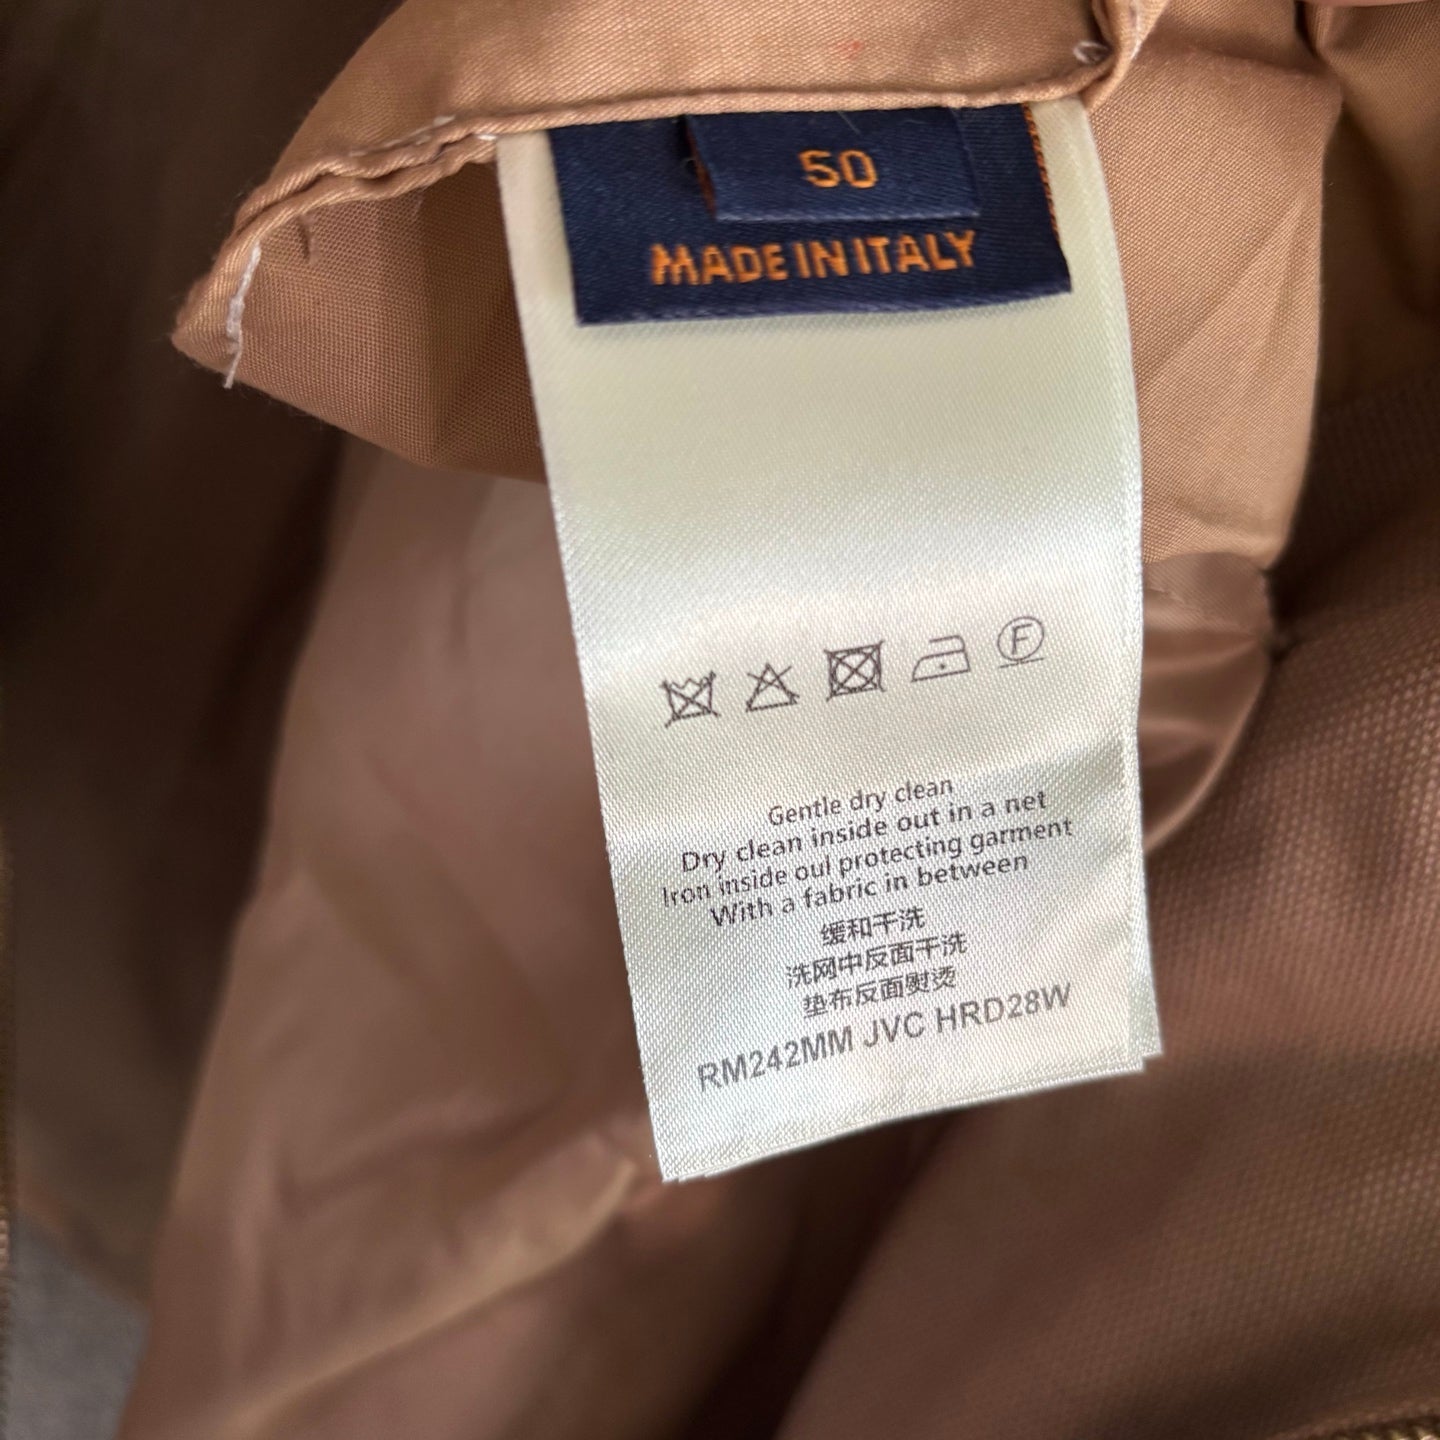 50
MADE IN ITALY
F
Gentle dry clean
Dry clean inside out in a net
Iron inside oul protecting garment
With a fabric in between
缓和干洗
洗网中反面干洗
垫布反面熨烫
RM242MM JVC HRD28W